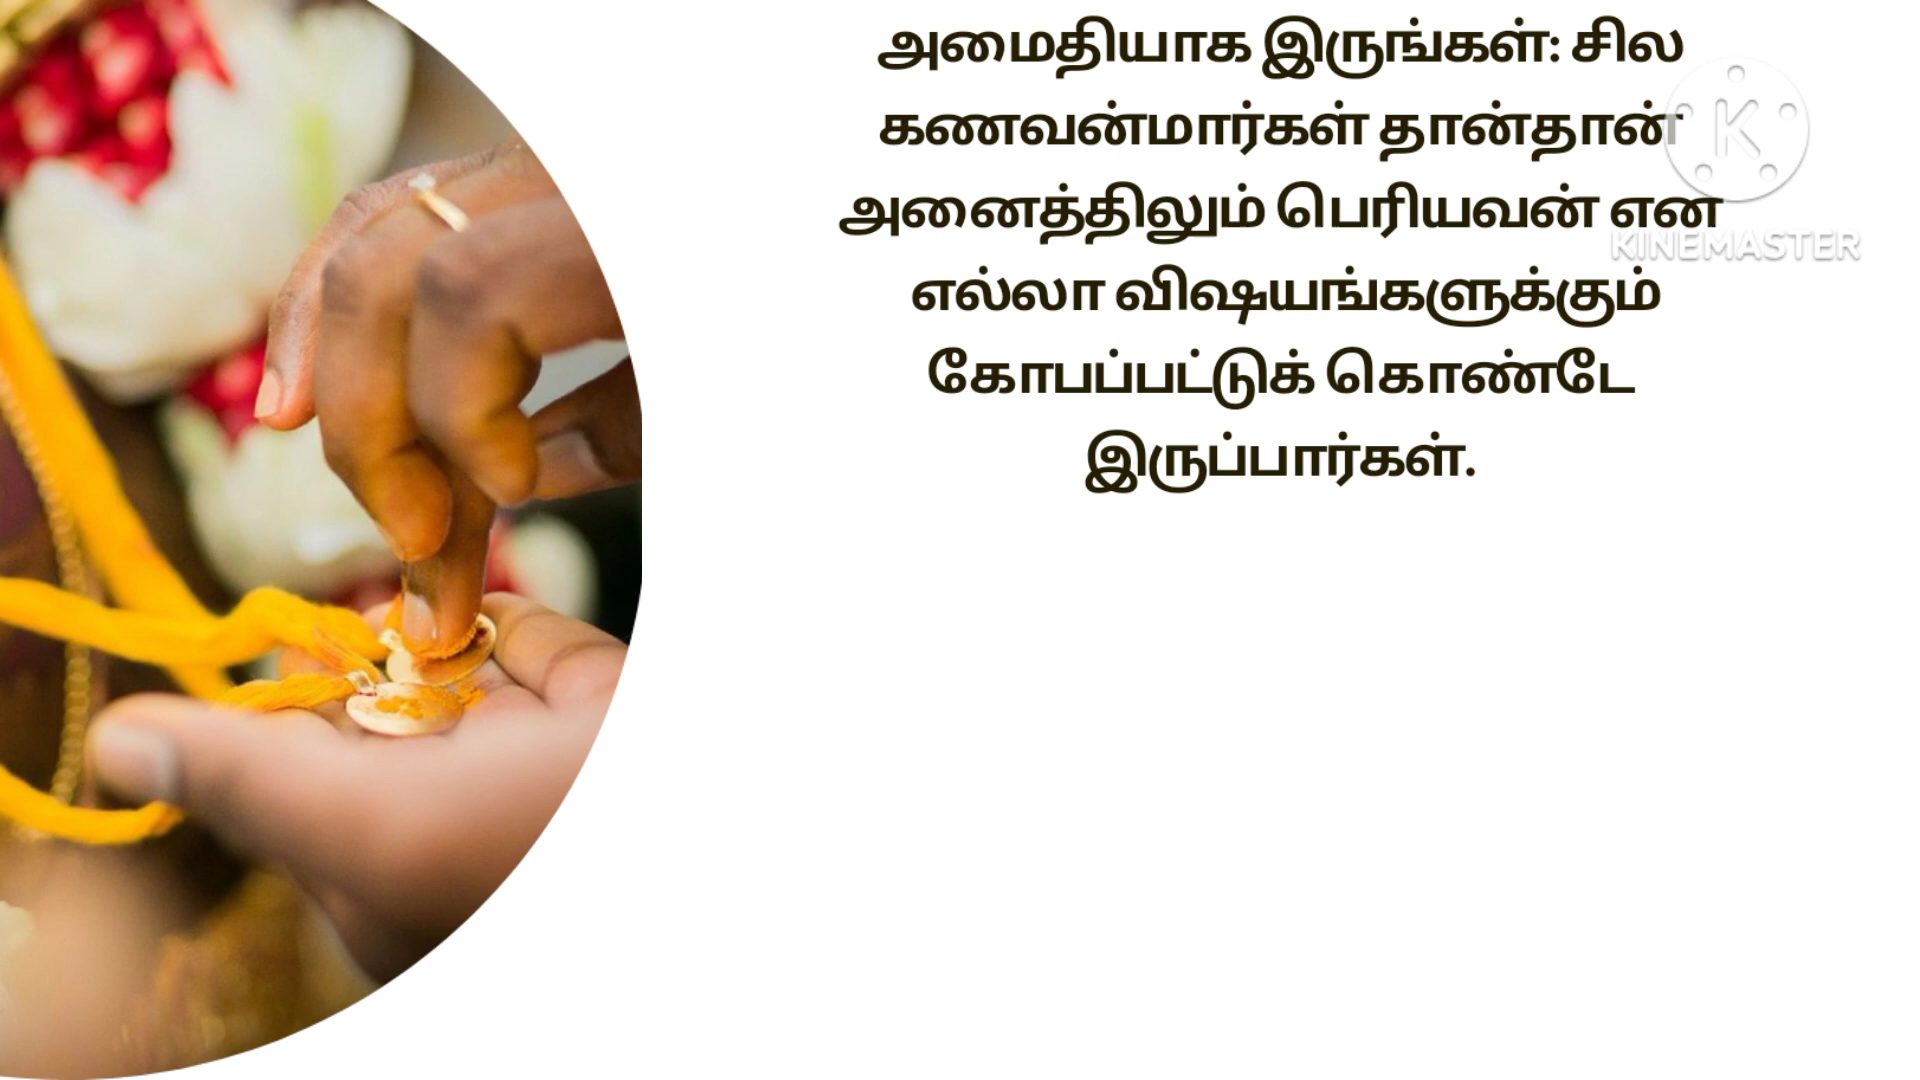 அமைதியாக இருங்கள்: சில
கணவன்மார்கள் தான்தான்
அனைத்திலும் பெரியவன் என
எல்லா விஷயங்களுக்கும்
கோபப்பட்டுக் கொண்டே
இருப்பார்கள்.
K
KINEMASTER